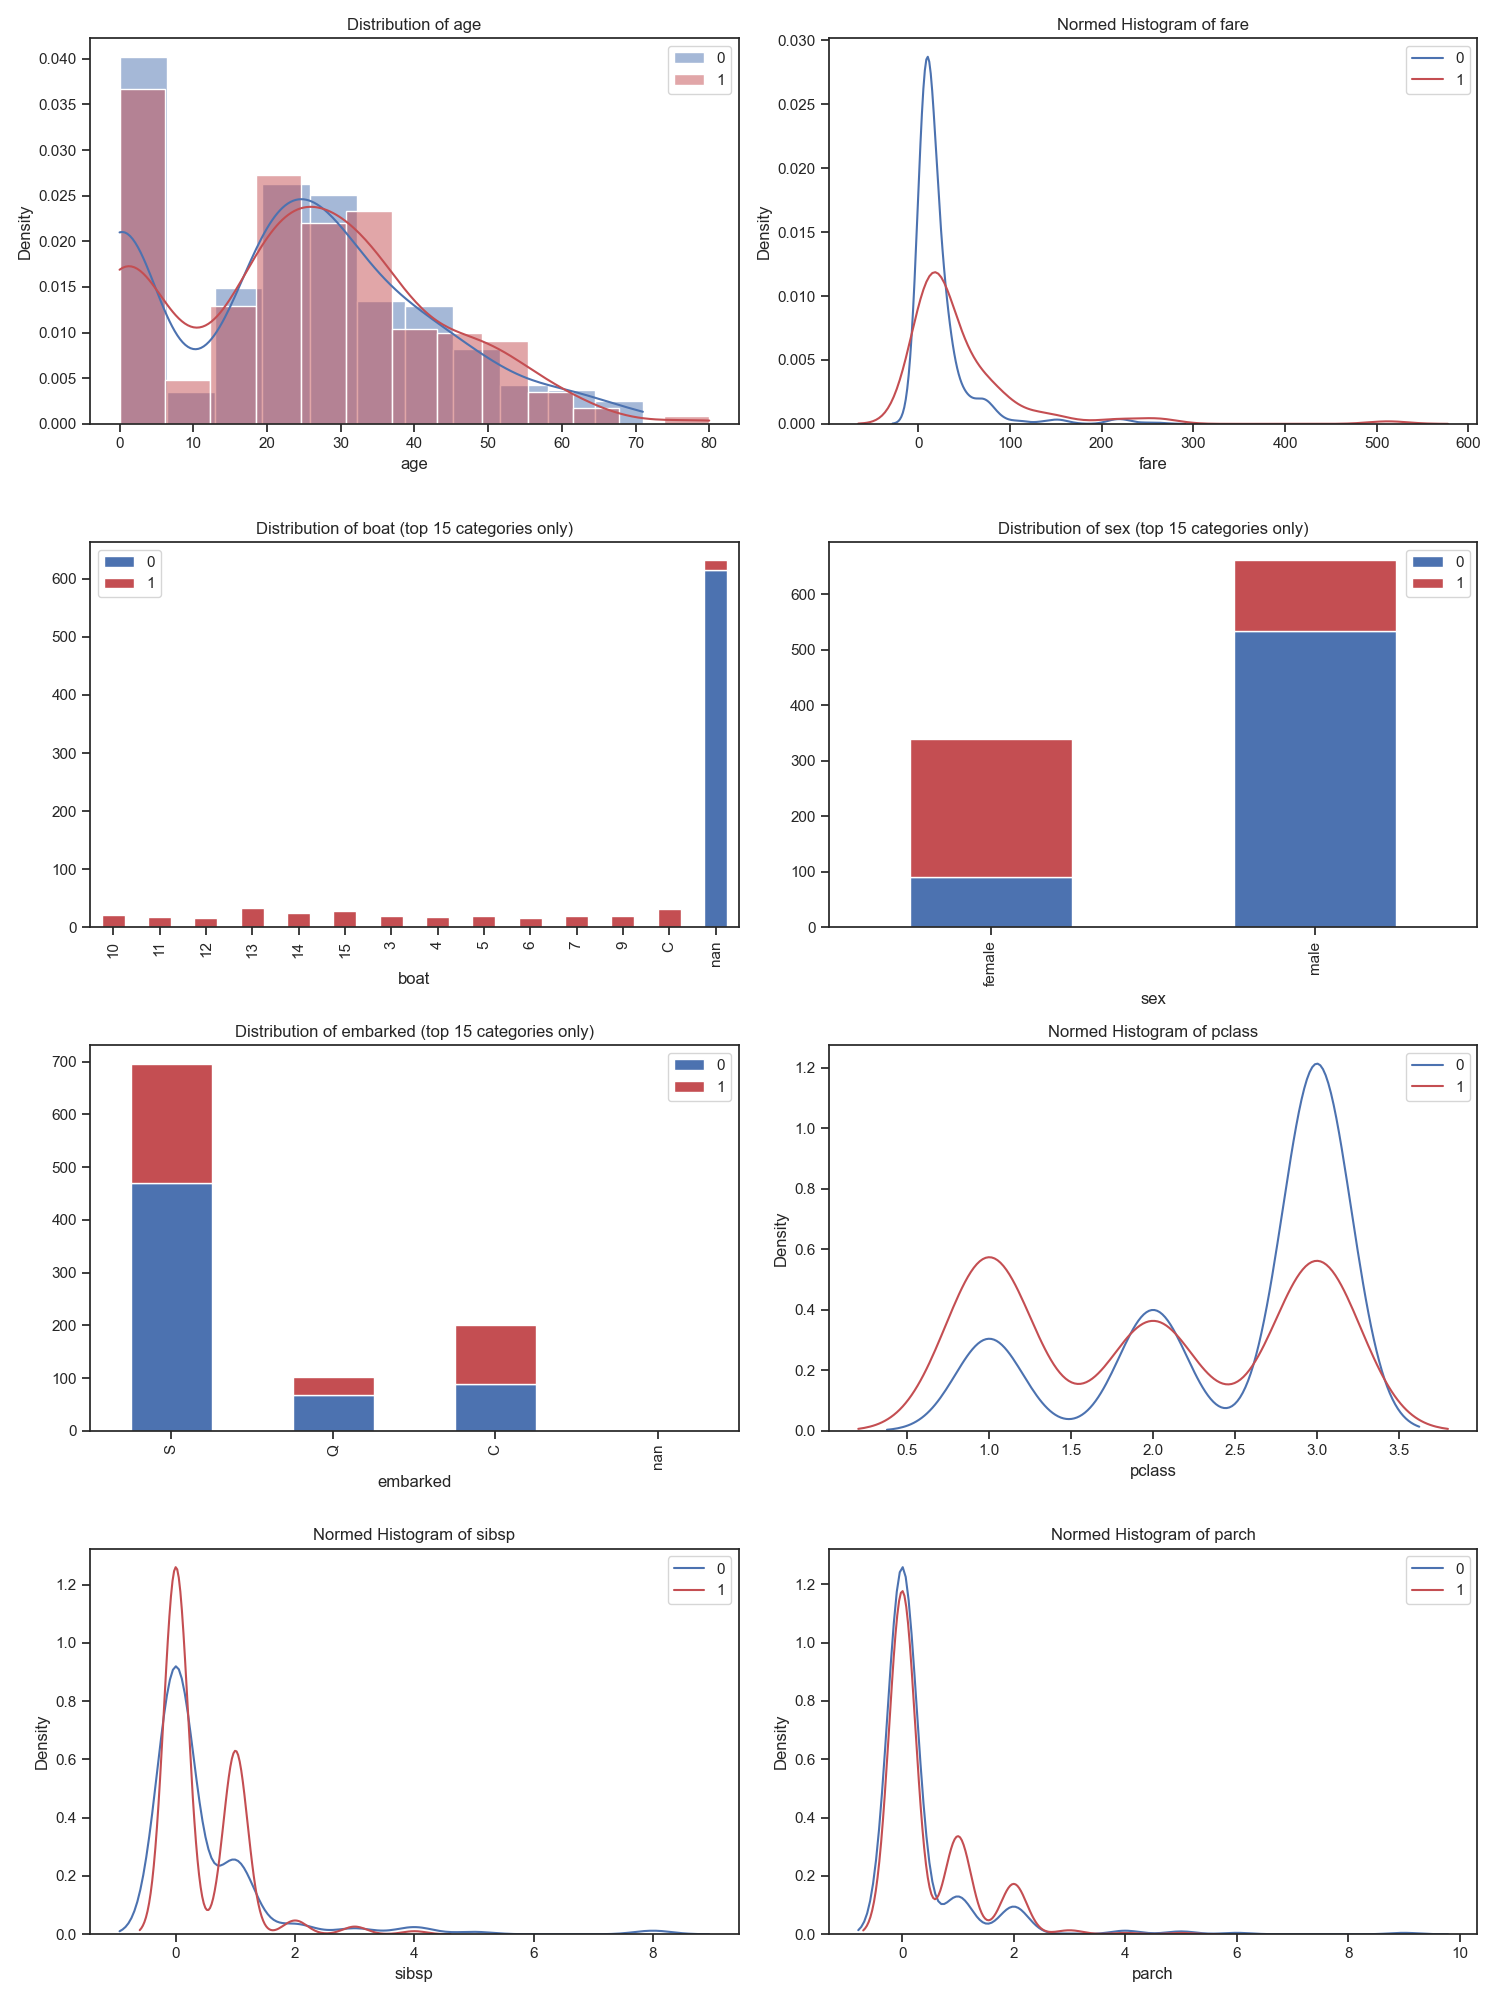 Distribution of age
0
1
0.040
0.035
0.030
0.025
0.020
0.015
0.010
0.005
0.000
Density
0 10 20 30 40 50 60 70 80
age
Normed Histogram of fare
0
1
0.030
0.025
0.020
0.015
0.010
0.005
0.000
Density
0 100 200 300 400 500 600
fare
Distribution of boat (top 15 categories only)
0
1
600
500
400
300
200
100
0
10 11 12 13 14 15 3 4 5 6 7 9 C nan
boat
Distribution of sex (top 15 categories only)
0
1
600
500
400
300
200
100
0
female male
sex
Distribution of embarked (top 15 categories only)
0
1
700
600
500
400
300
200
100
0
S Q C nan
embarked
Normed Histogram of pclass
0
1
1.2
1.0
0.8
0.6
0.4
0.2
0.0
Density
0.5 1.0 1.5 2.0 2.5 3.0 3.5
pclass
Normed Histogram of sibsp
0
1
1.2
1.0
0.8
0.6
0.4
0.2
0.0
Density
0 2 4 6 8
sibsp
Normed Histogram of parch
0
1
1.2
1.0
0.8
0.6
0.4
0.2
0.0
Density
0 2 4 6 8 10
parch